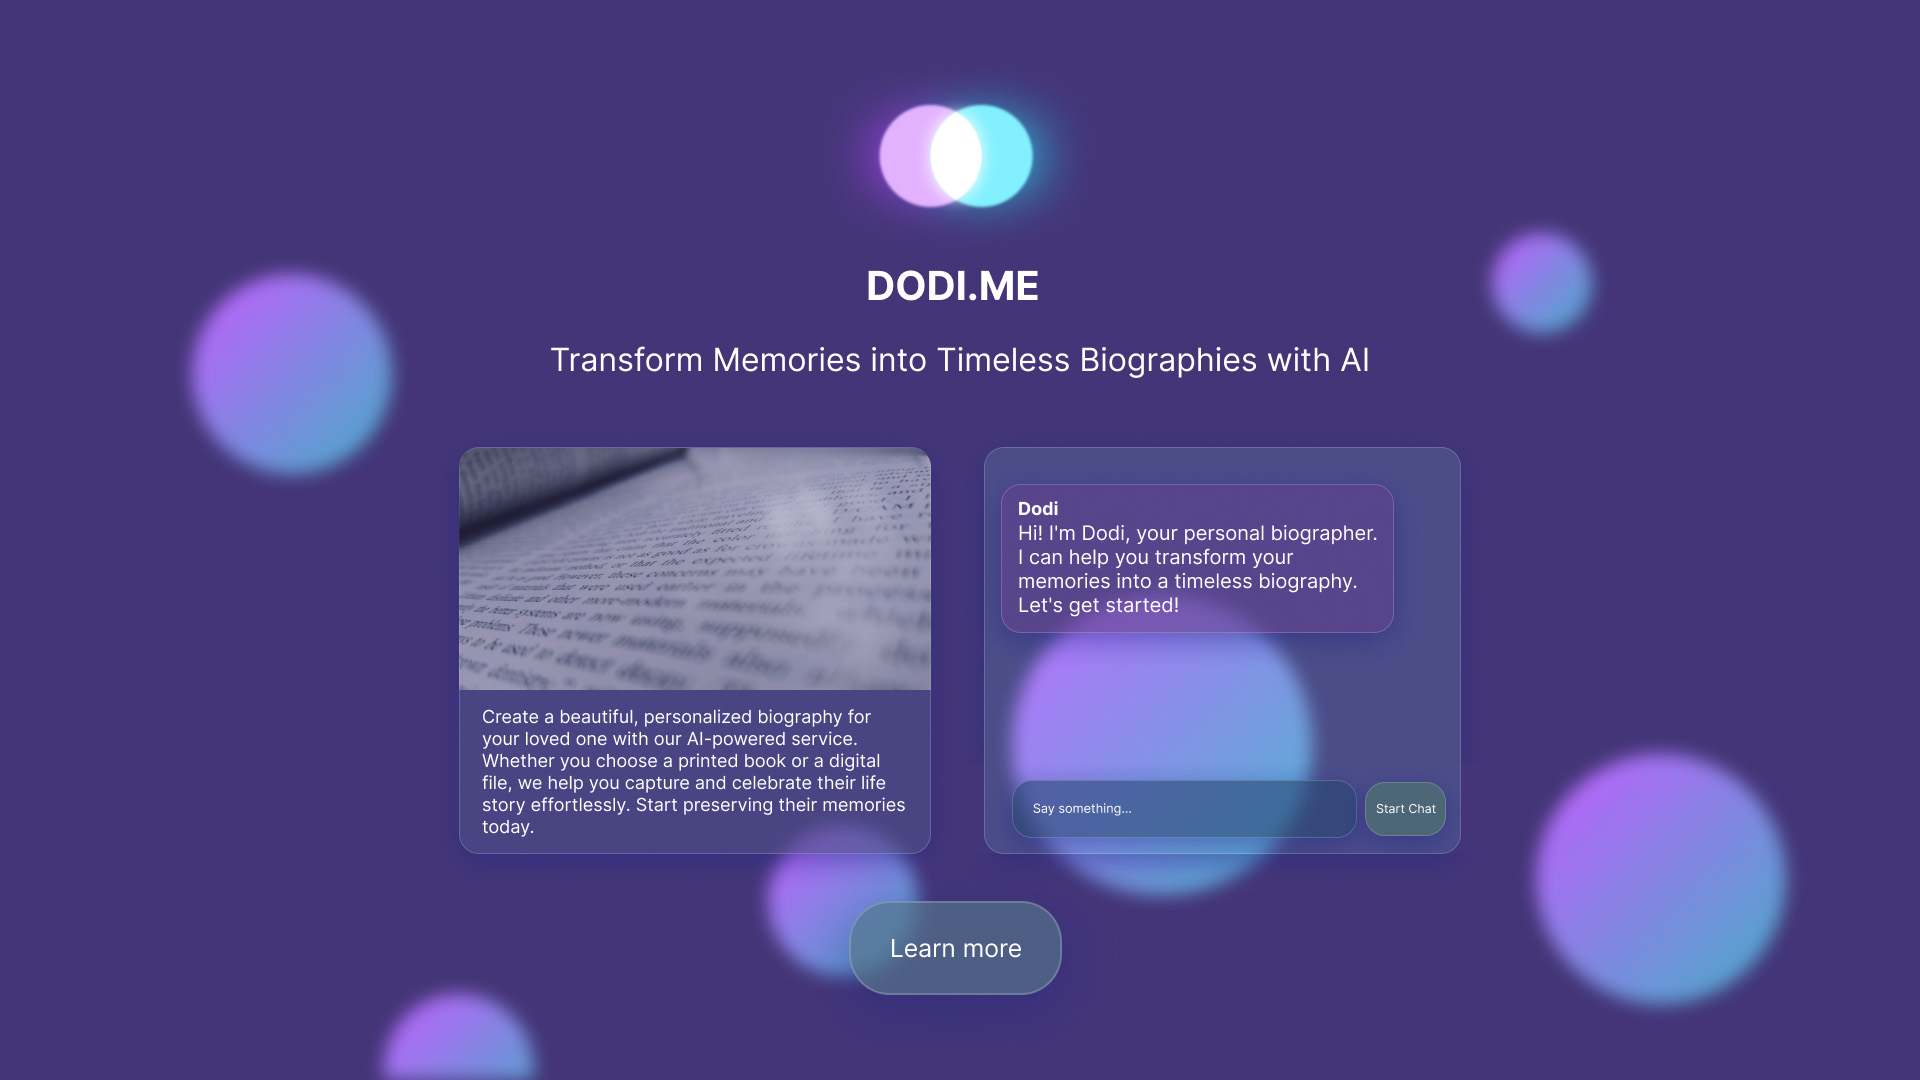 DODI.ME
Transform Memories into Timeless Biographies with AI
Create a beautiful, personalized biography for
your loved one with our AI-powered service.
Whether you choose a printed book or a digital
file, we help you capture and celebrate their life
story effortlessly. Start preserving their memories
today.
Dodi
Hi! I'm Dodi, your personal biographer.
I can help you transform your
memories into a timeless biography.
Let's get started!
Say something...
Start Chat
Learn more